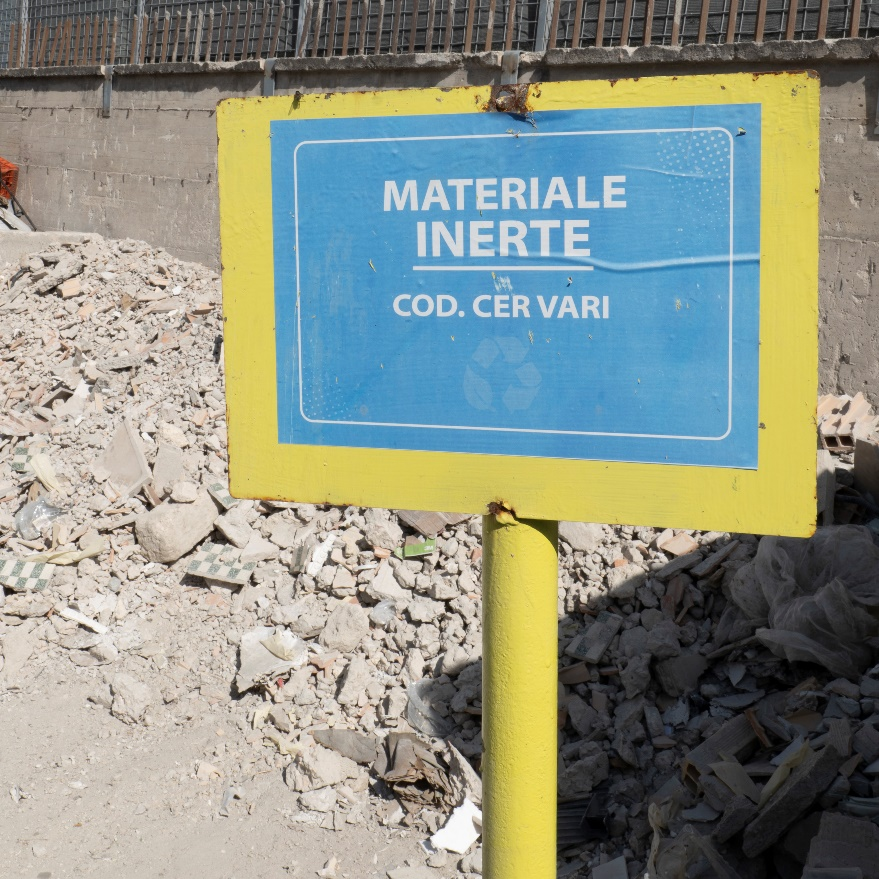 MATERIALE
INERTE
COD. CER VARI